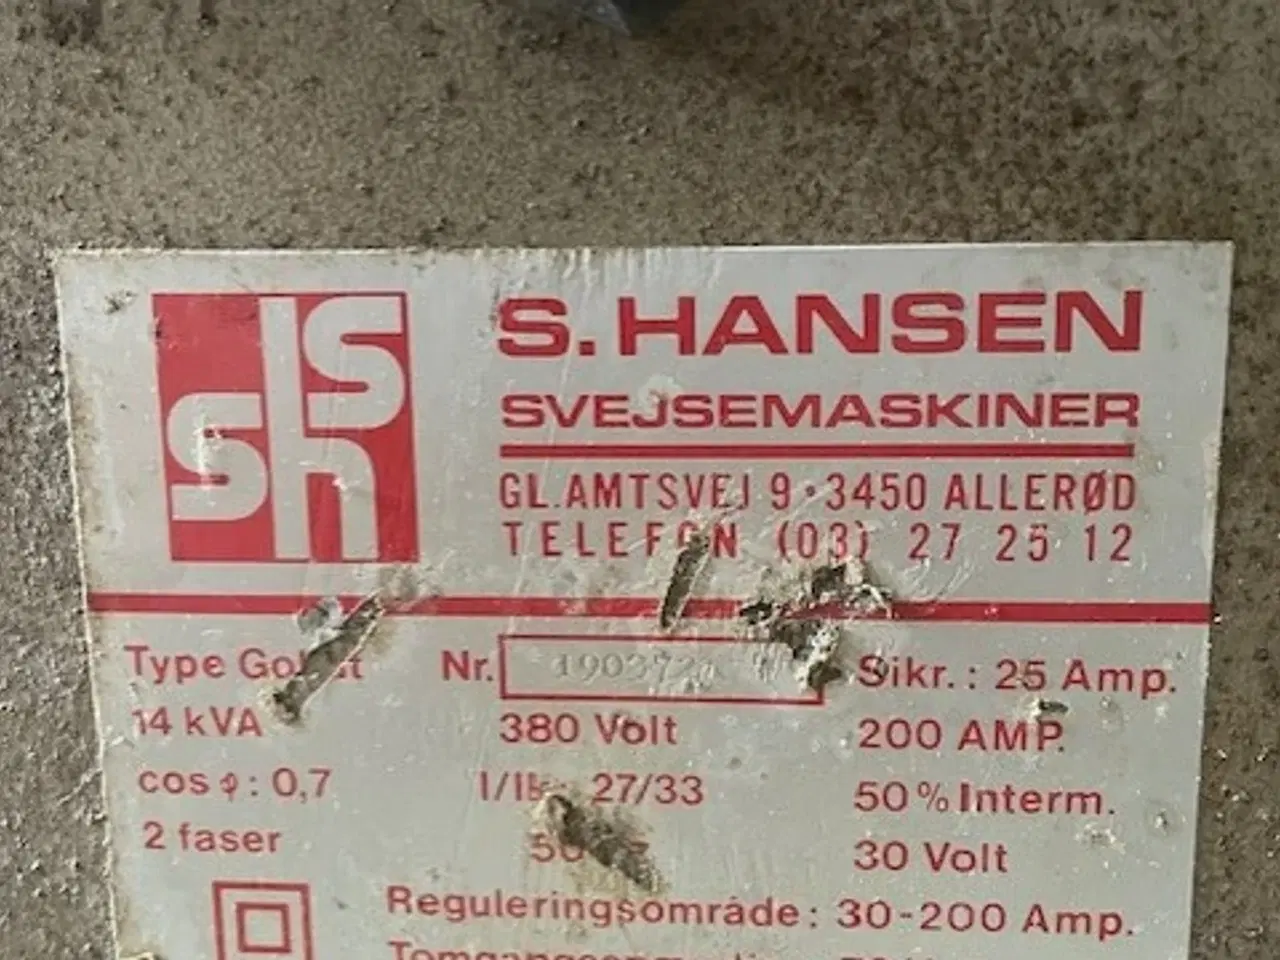 SSh
S. HANSEN
SVEJSEMASKINER
GL. AMTSVEJ 9 · 3450 ALLERØD
TELEFON (03) 27 25 12
Type Nr. Sikr.: 25 Amp.
14 kVA 380 Volt 200 AMP.
cos φ: 0,7 27/33 50% Interm.
2 faser 30 Volt
Reguleringsområde: 30-200 Amp.